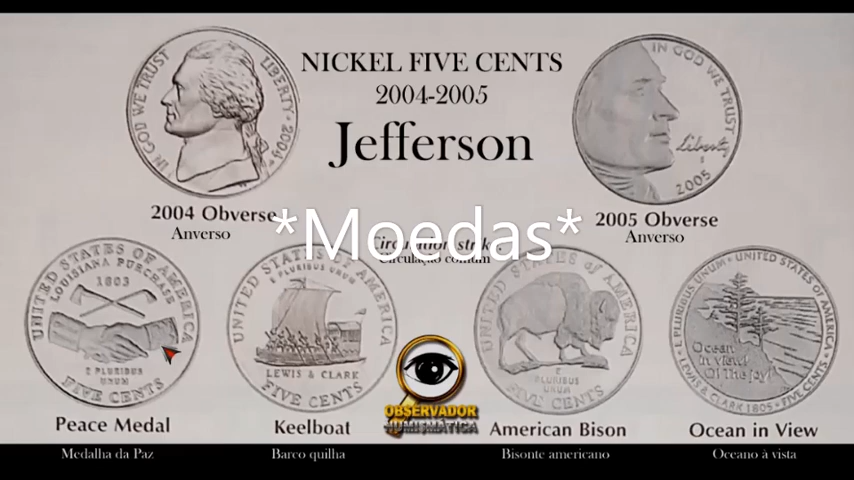 NICKEL FIVE CENTS
2004-2005
Jefferson
IN GOD WE TRUST
LIBERTY • 2004
IN GOD WE TRUST
Liberty
2005
2004 Obverse
Anverso
2005 Obverse
Anverso
*Moedas*
Circulação comum
UNITED STATES OF AMERICA
LOUISIANA PURCHASE
1803
E PLURIBUS
UNUM
FIVE CENTS
UNITED STATES OF AMERICA
E PLURIBUS UNUM
LEWIS & CLARK
FIVE CENTS
UNITED STATES of AMERICA
E PLURIBUS
UNUM
FIVE CENTS
E PLURIBUS UNUM • UNITED STATES OF AMERICA
Ocean
in view!
O! The joy!
LEWIS & CLARK 1805 • FIVE CENTS
OBSERVADOR
NUMISMÁTICA
Peace Medal
Keelboat
American Bison
Ocean in View
Medalha da Paz
Barco quilha
Bisonte americano
Oceano à vista